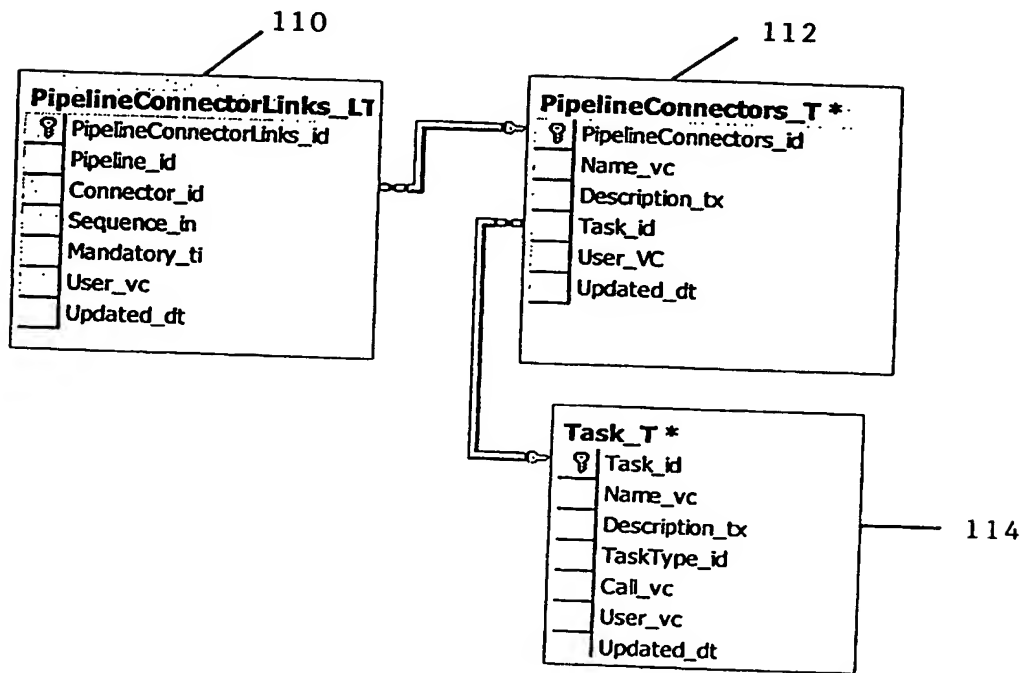 110
112
PipelineConnectorLinks_LT
PipelineConnectorLinks_id
Pipeline_id
Connector_id
Sequence_in
Mandatory_ti
User_vc
Updated_dt
PipelineConnectors_T *
PipelineConnectors_id
Name_vc
Description_tx
Task_id
User_VC
Updated_dt
Task_T *
Task_id
Name_vc
Description_tx
TaskType_id
Call_vc
User_vc
Updated_dt
114